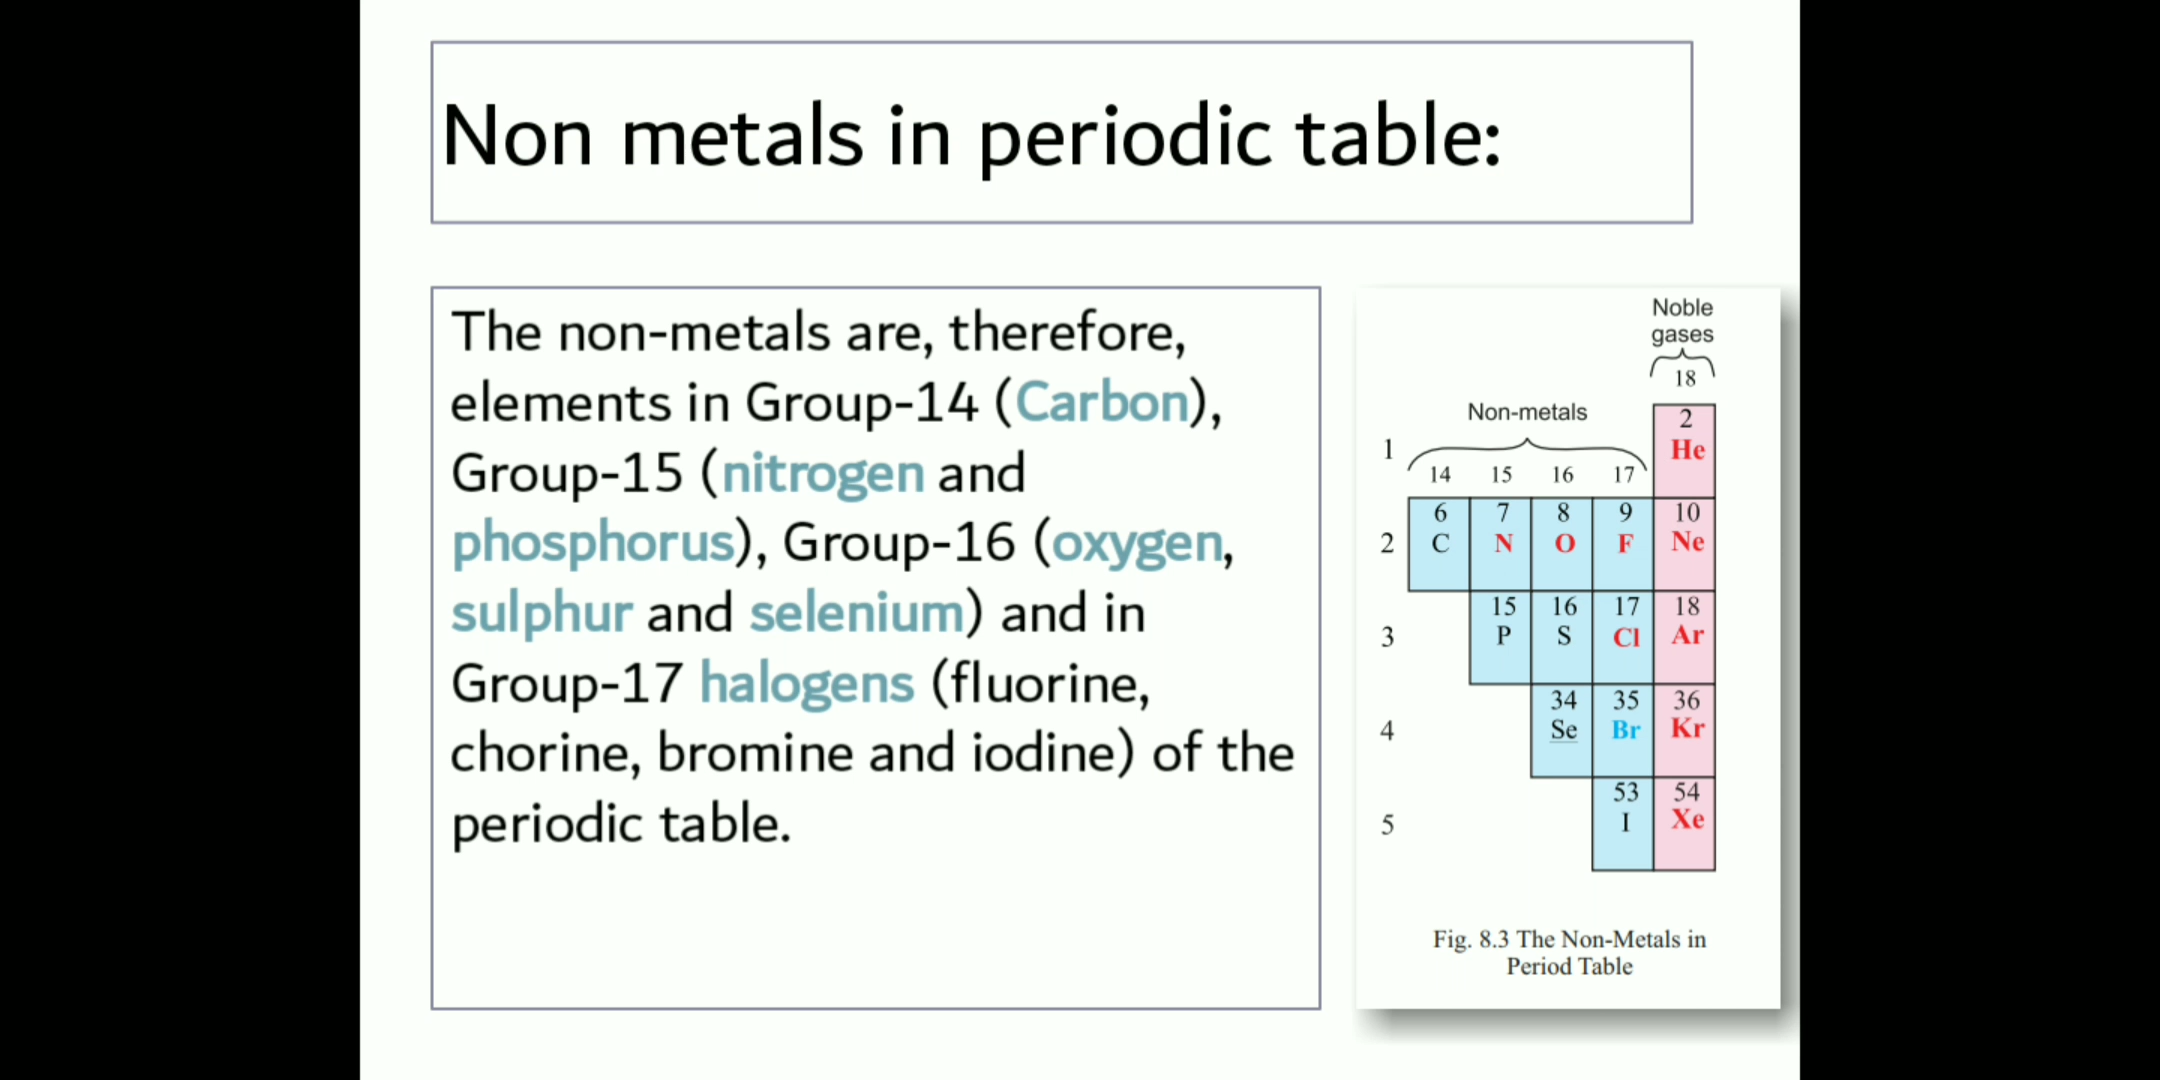 Non metals in periodic table:
The non-metals are, therefore,
elements in Group-14 (Carbon),
Group-15 (nitrogen and
phosphorus), Group-16 (oxygen,
sulphur and selenium) and in
Group-17 halogens (fluorine,
chorine, bromine and iodine) of the
periodic table.
Noble
gases
18
Non-metals
2
1 He
14 15 16 17
6 7 8 9 10
2 C N O F Ne
15 16 17 18
3 P S Cl Ar
34 35 36
4 Se Br Kr
53 54
5 I Xe
Fig. 8.3 The Non-Metals in
Period Table